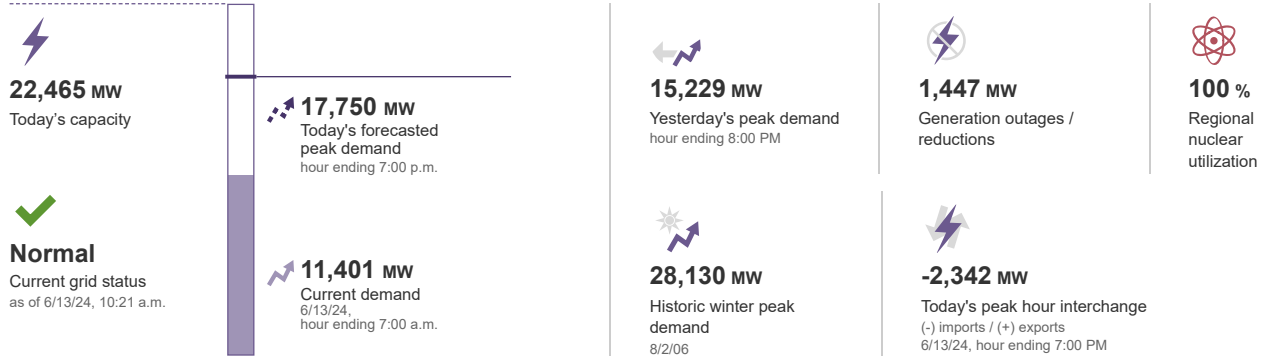 22,465 MW
Today's capacity
17,750 MW
Today's forecasted
peak demand
hour ending 7:00 p.m.
Normal
Current grid status
as of 6/13/24, 10:21 a.m.
11,401 MW
Current demand
6/13/24,
hour ending 7:00 a.m.
15,229 MW
Yesterday's peak demand
hour ending 8:00 PM
1,447 MW
Generation outages /
reductions
100 %
Regional
nuclear
utilization
28,130 MW
Historic winter peak
demand
8/2/06
-2,342 MW
Today's peak hour interchange
(-) imports / (+) exports
6/13/24, hour ending 7:00 PM